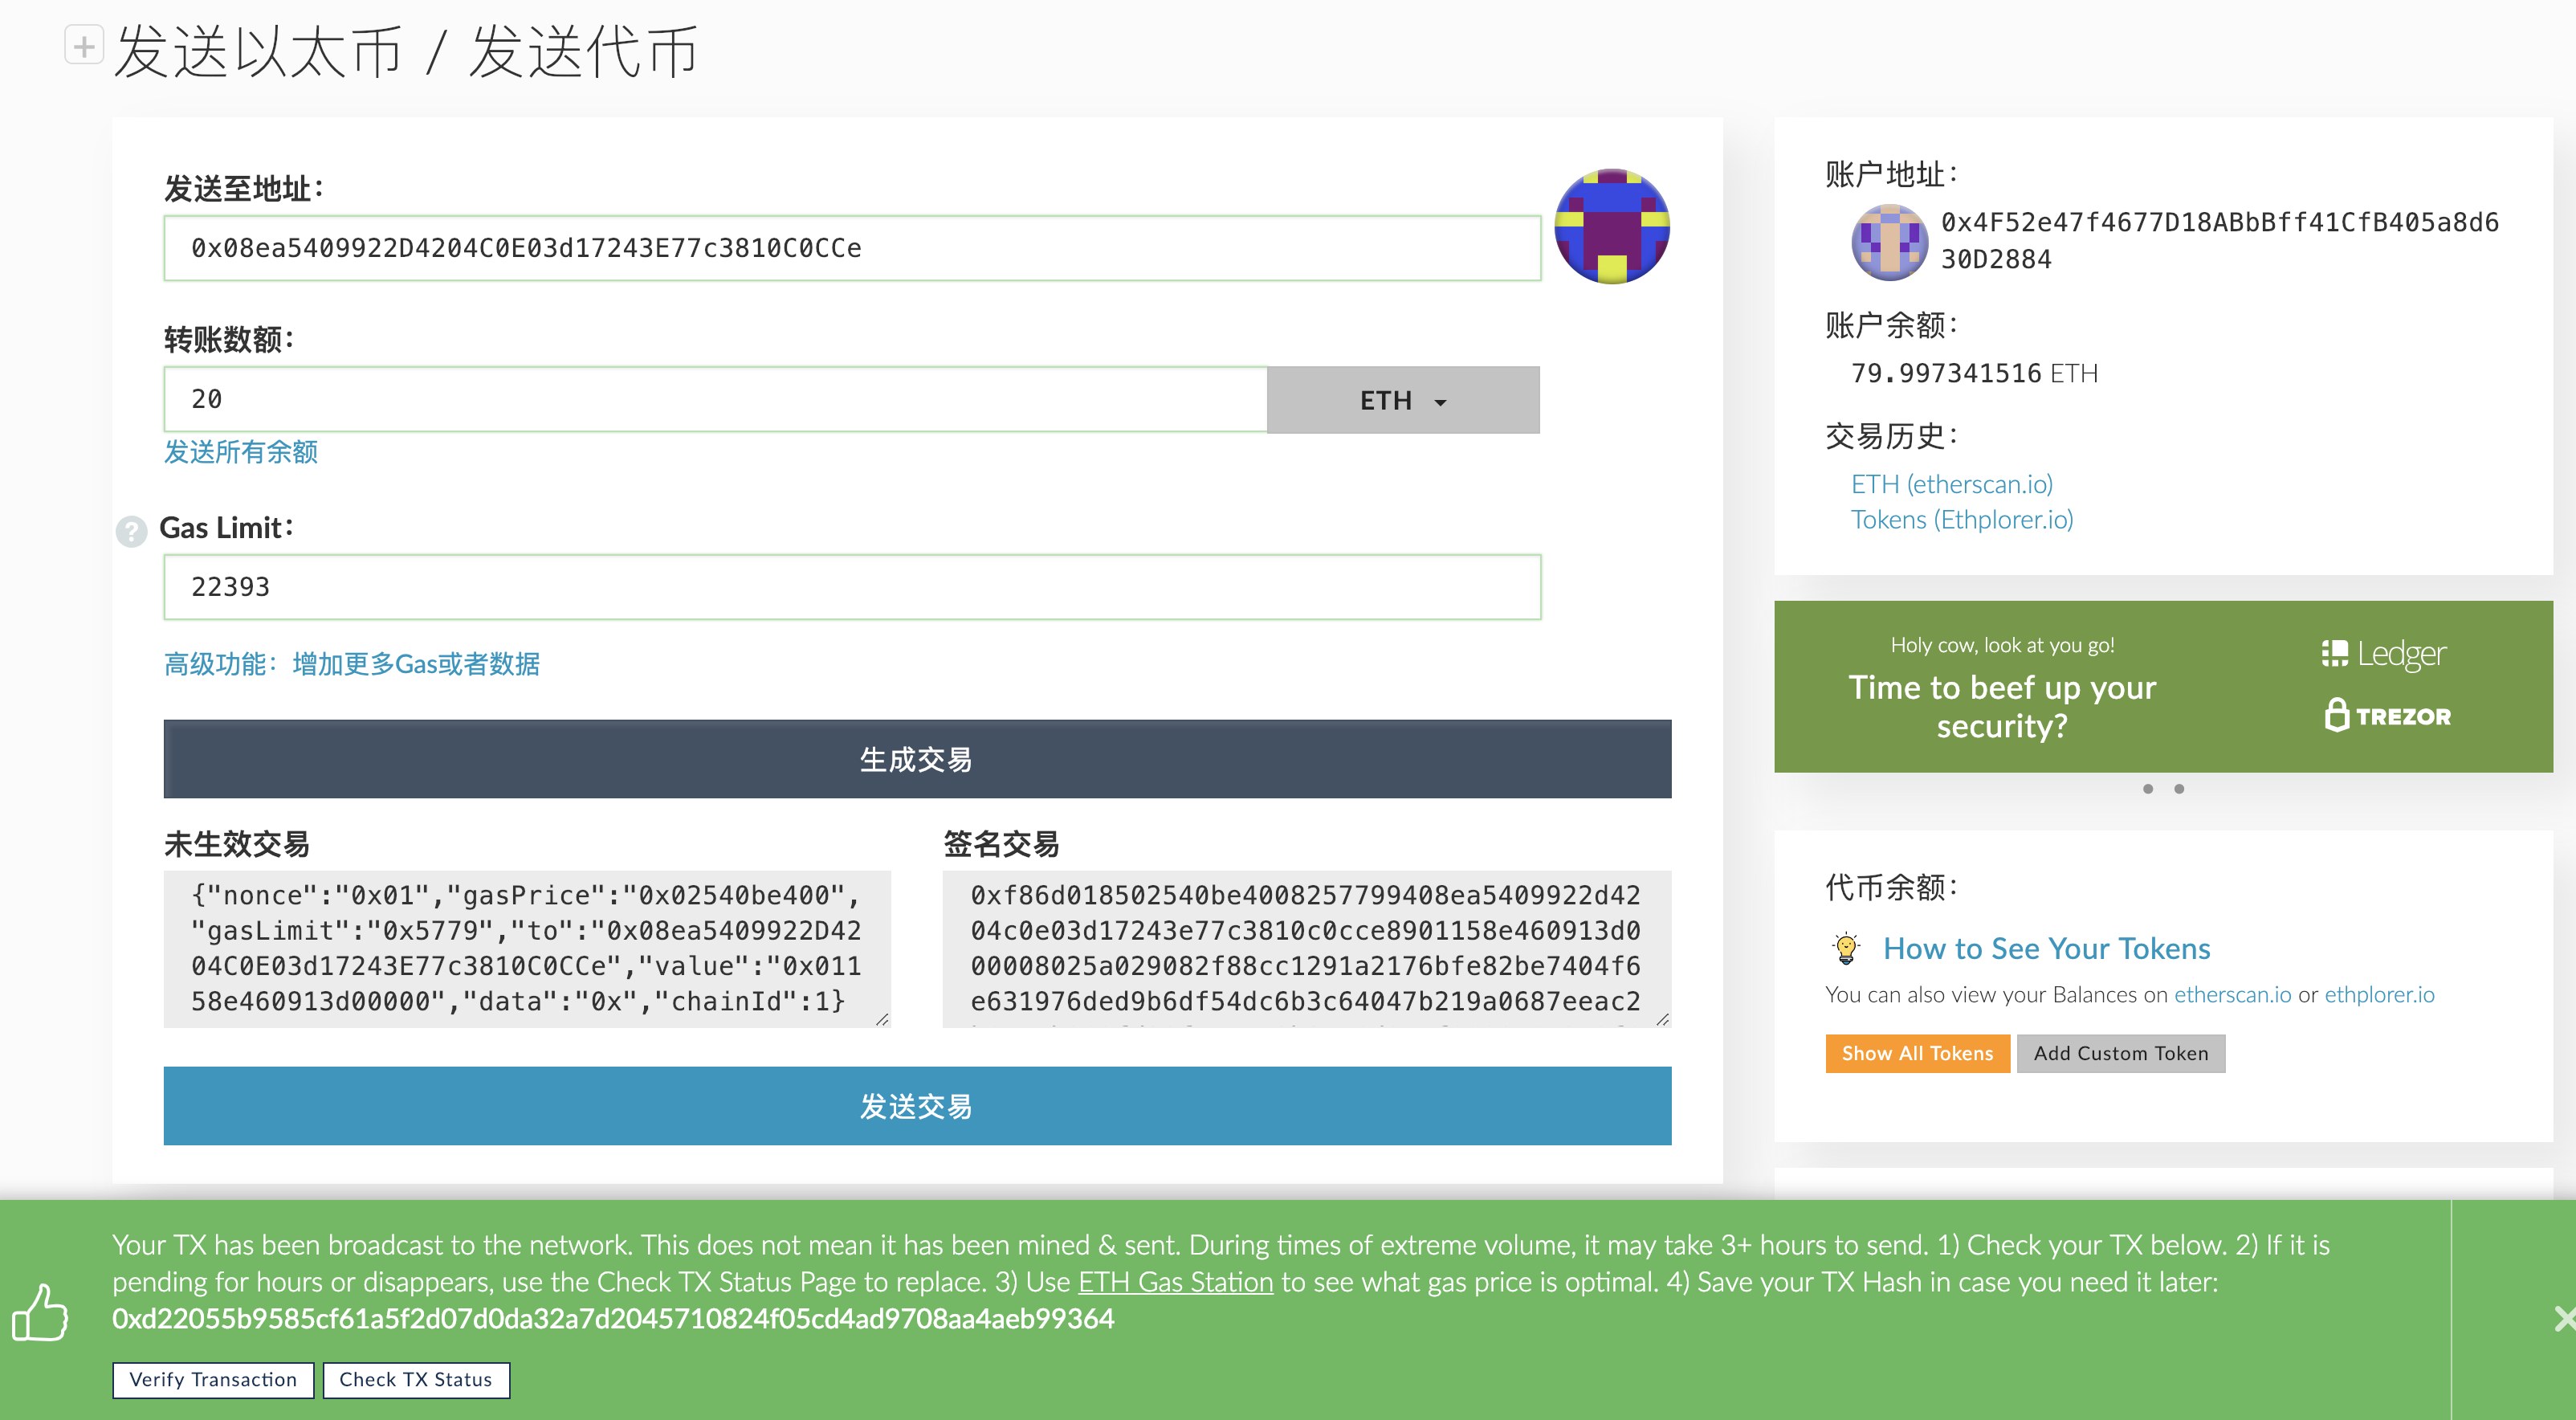 发送以太币 / 发送代币
发送至地址:
0x08ea5409922D4204C0E03d17243E77c3810C0CCe
转账数额:
20
ETH
发送所有余额
? Gas Limit:
22393
高级功能：增加更多Gas或者数据
生成交易
未生效交易
{"nonce":"0x01","gasPrice":"0x02540be400",
"gasLimit":"0x5779","to":"0x08ea5409922D42
04C0E03d17243E77c3810C0CCe","value":"0x011
58e460913d00000","data":"0x","chainId":1}
签名交易
0xf86d018502540be4008257799408ea5409922d42
04c0e03d17243e77c3810c0cce8901158e460913d0
00008025a029082f88cc1291a2176bfe82be7404f6
e631976ded9b6df54dc6b3c64047b219a0687eeac2
发送交易
账户地址:
0x4F52e47f4677D18ABbBff41CfB405a8d6
30D2884
账户余额:
79.997341516 ETH
交易历史:
ETH (etherscan.io)
Tokens (Ethplorer.io)
Holy cow, look at you go!
Time to beef up your
security?
Ledger
TREZOR
代币余额:
How to See Your Tokens
You can also view your Balances on etherscan.io or ethplorer.io
Show All Tokens
Add Custom Token
Your TX has been broadcast to the network. This does not mean it has been mined & sent. During times of extreme volume, it may take 3+ hours to send. 1) Check your TX below. 2) If it is
pending for hours or disappears, use the Check TX Status Page to replace. 3) Use ETH Gas Station to see what gas price is optimal. 4) Save your TX Hash in case you need it later:
0xd22055b9585cf61a5f2d07d0da32a7d2045710824f05cd4ad9708aa4aeb99364
Verify Transaction
Check TX Status